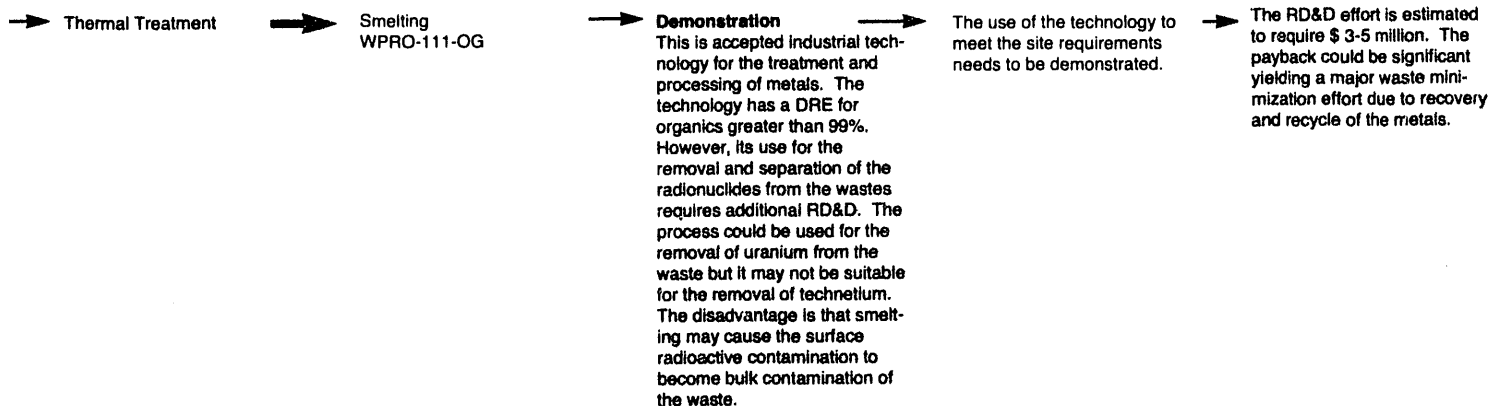 Thermal Treatment
Smelting
WPRO-111-OG
Demonstration
This is accepted industrial tech-
nology for the treatment and
processing of metals. The
technology has a DRE for
organics greater than 99%.
However, its use for the
removal and separation of the
radionuclides from the wastes
requires additional RD&D. The
process could be used for the
removal of uranium from the
waste but it may not be suitable
for the removal of technetium.
The disadvantage is that smelt-
ing may cause the surface
radioactive contamination to
become bulk contamination of
the waste.
The use of the technology to
meet the site requirements
needs to be demonstrated.
The RD&D effort is estimated
to require $ 3-5 million. The
payback could be significant
yielding a major waste mini-
mization effort due to recovery
and recycle of the metals.